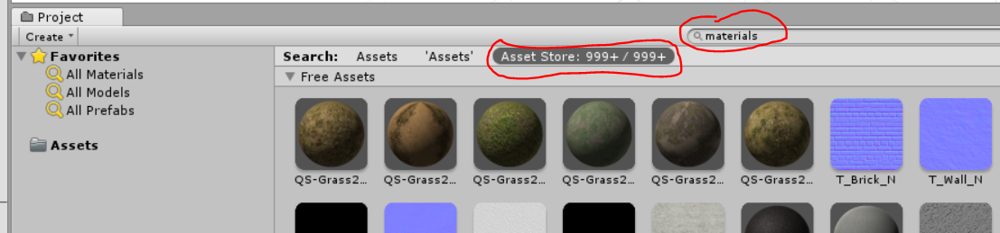 Project
Create
materials
Favorites
All Materials
All Models
All Prefabs
Assets
Search: Assets 'Assets' Asset Store: 999+ / 999+
Free Assets
QS-Grass2... QS-Grass2... QS-Grass2... QS-Grass2... QS-Grass2... QS-Grass2... T_Brick_N T_Wall_N